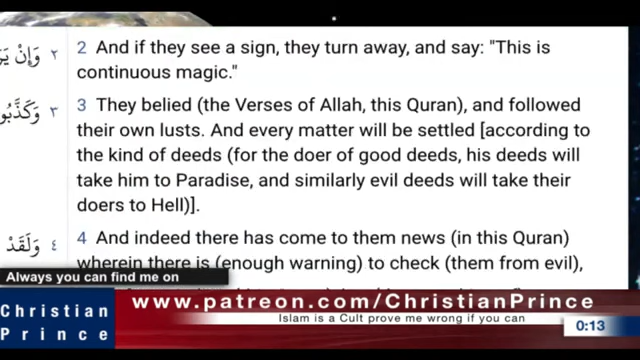 وَإِنْ يَرَ ٢ 2 And if they see a sign, they turn away, and say: "This is
continuous magic."
وَكَذَّبُو ٣ 3 They belied (the Verses of Allah, this Quran), and followed
their own lusts. And every matter will be settled [according to
the kind of deeds (for the doer of good deeds, his deeds will
take him to Paradise, and similarly evil deeds will take their
doers to Hell)].
وَلَقَدْ ٤ 4 And indeed there has come to them news (in this Quran)
wherein there is (enough warning) to check (them from evil),
Always you can find me on
Christian
Prince
www.patreon.com/ChristianPrince
Islam is a Cult prove me wrong if you can
0:13